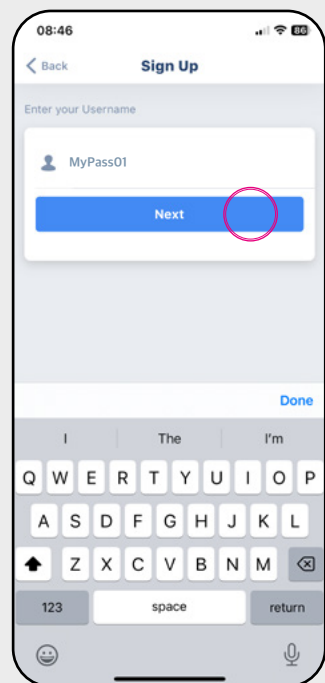 08:46 86
Back Sign Up
Enter your Username
MyPass01
Next
Done
I The I'm
Q W E R T Y U I O P
A S D F G H J K L
Z X C V B N M
123 space return